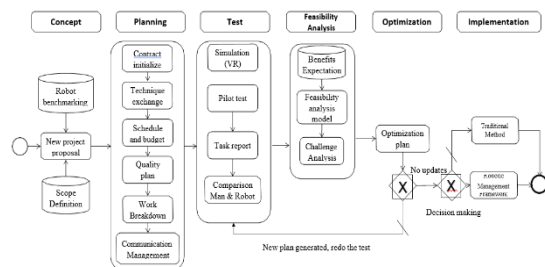 Concept
Planning
Test
Feasibility
Analysis
Optimization
Implementation
Robot
benchmarking
New project
proposal
Scope
Definition
Contract
initialize
Technique
exchange
Schedule
and budget
Quality
plan
Work
Breakdown
Communication
Management
Simulation
(VR)
Pilot test
Task report
Comparison
Man & Robot
Benefits
Expectation
Feasibility
analysis
model
Challenge
Analysis
Optimization
plan
No updates
X
X
Decision making
Traditional
Method
Management
New plan generated, redo the test